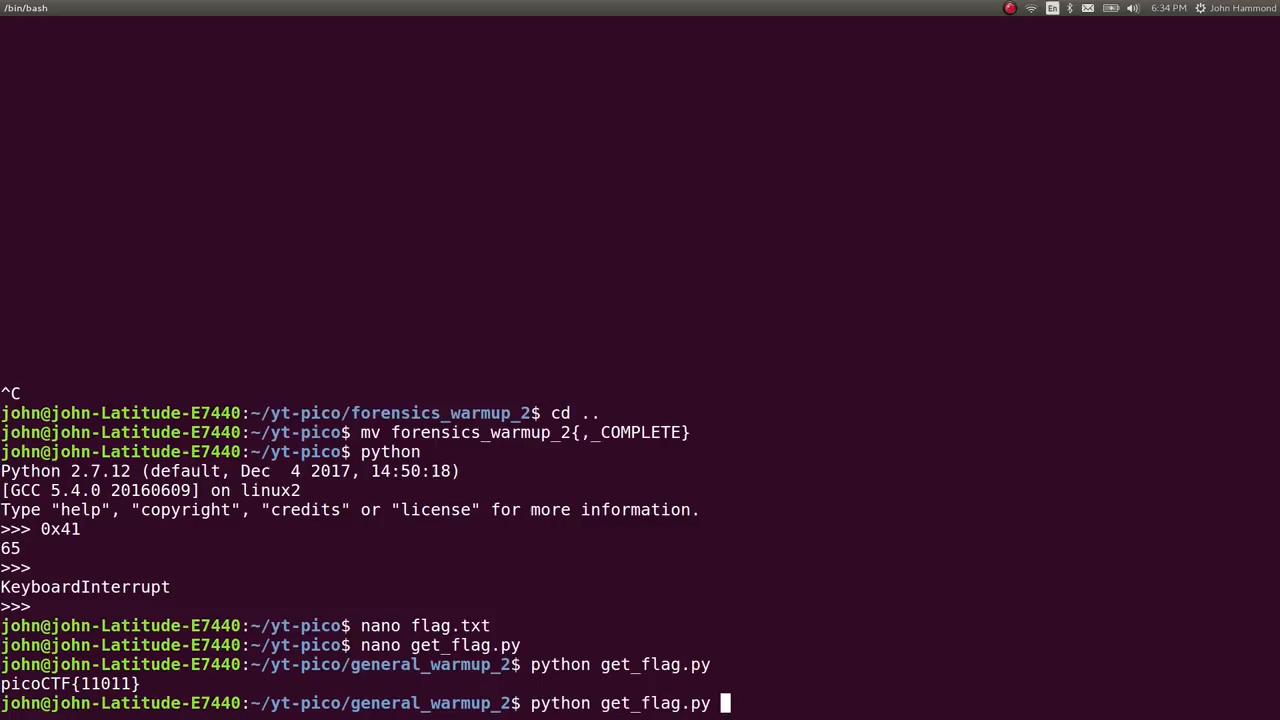 /bin/bash
En
6:34 PM
John Hammond
^C
john@john-Latitude-E7440:~/yt-pico/forensics_warmup_2$ cd ..
john@john-Latitude-E7440:~/yt-pico$ mv forensics_warmup_2{,_COMPLETE}
john@john-Latitude-E7440:~/yt-pico$ python
Python 2.7.12 (default, Dec  4 2017, 14:50:18)
[GCC 5.4.0 20160609] on linux2
Type "help", "copyright", "credits" or "license" for more information.
>>> 0x41
65
>>>
KeyboardInterrupt
>>>
john@john-Latitude-E7440:~/yt-pico$ nano flag.txt
john@john-Latitude-E7440:~/yt-pico$ nano get_flag.py
john@john-Latitude-E7440:~/yt-pico/general_warmup_2$ python get_flag.py
picoCTF{11011}
john@john-Latitude-E7440:~/yt-pico/general_warmup_2$ python get_flag.py